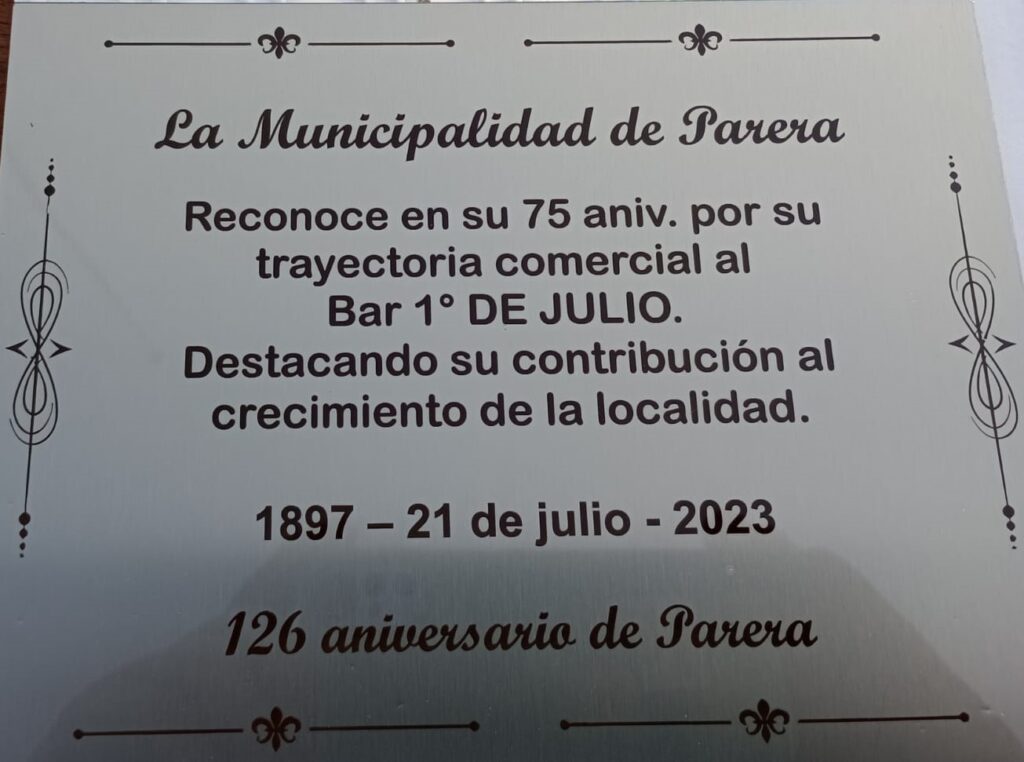 La Municipalidad de Parera
Reconoce en su 75 aniv. por su
trayectoria comercial al
Bar 1° DE JULIO.
Destacando su contribución al
crecimiento de la localidad.
1897 – 21 de julio - 2023
126 aniversario de Parera